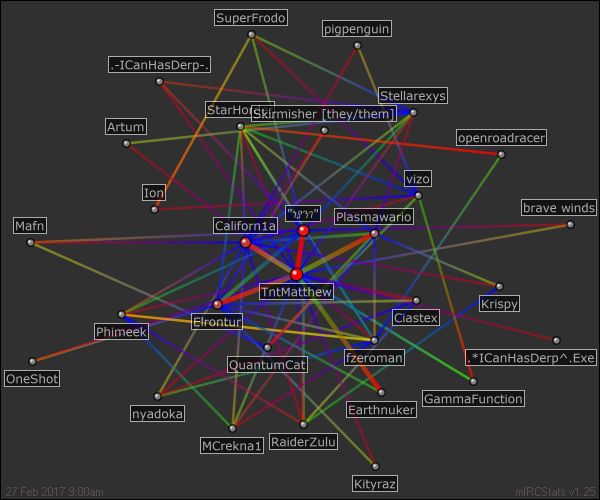 SuperFrodo
pigpenguin
.-ICanHasDerp-.
Stellarexys
StarHo
Skirmisher [they/them]
Artum
openroadracer
vizo
Ion
Plasmawario
brave winds
Mafn
Californ1a
TntMatthew
Krispy
Elrontur
Ciastex
Phimeek
QuantumCat
fzeroman
.*ICanHasDerp^.Exe
OneShot
GammaFunction
nyadoka
Earthnuker
MCrekna1
RaiderZulu
Kityraz
27 Feb 2017 9:00am
mIRCStats v1.25